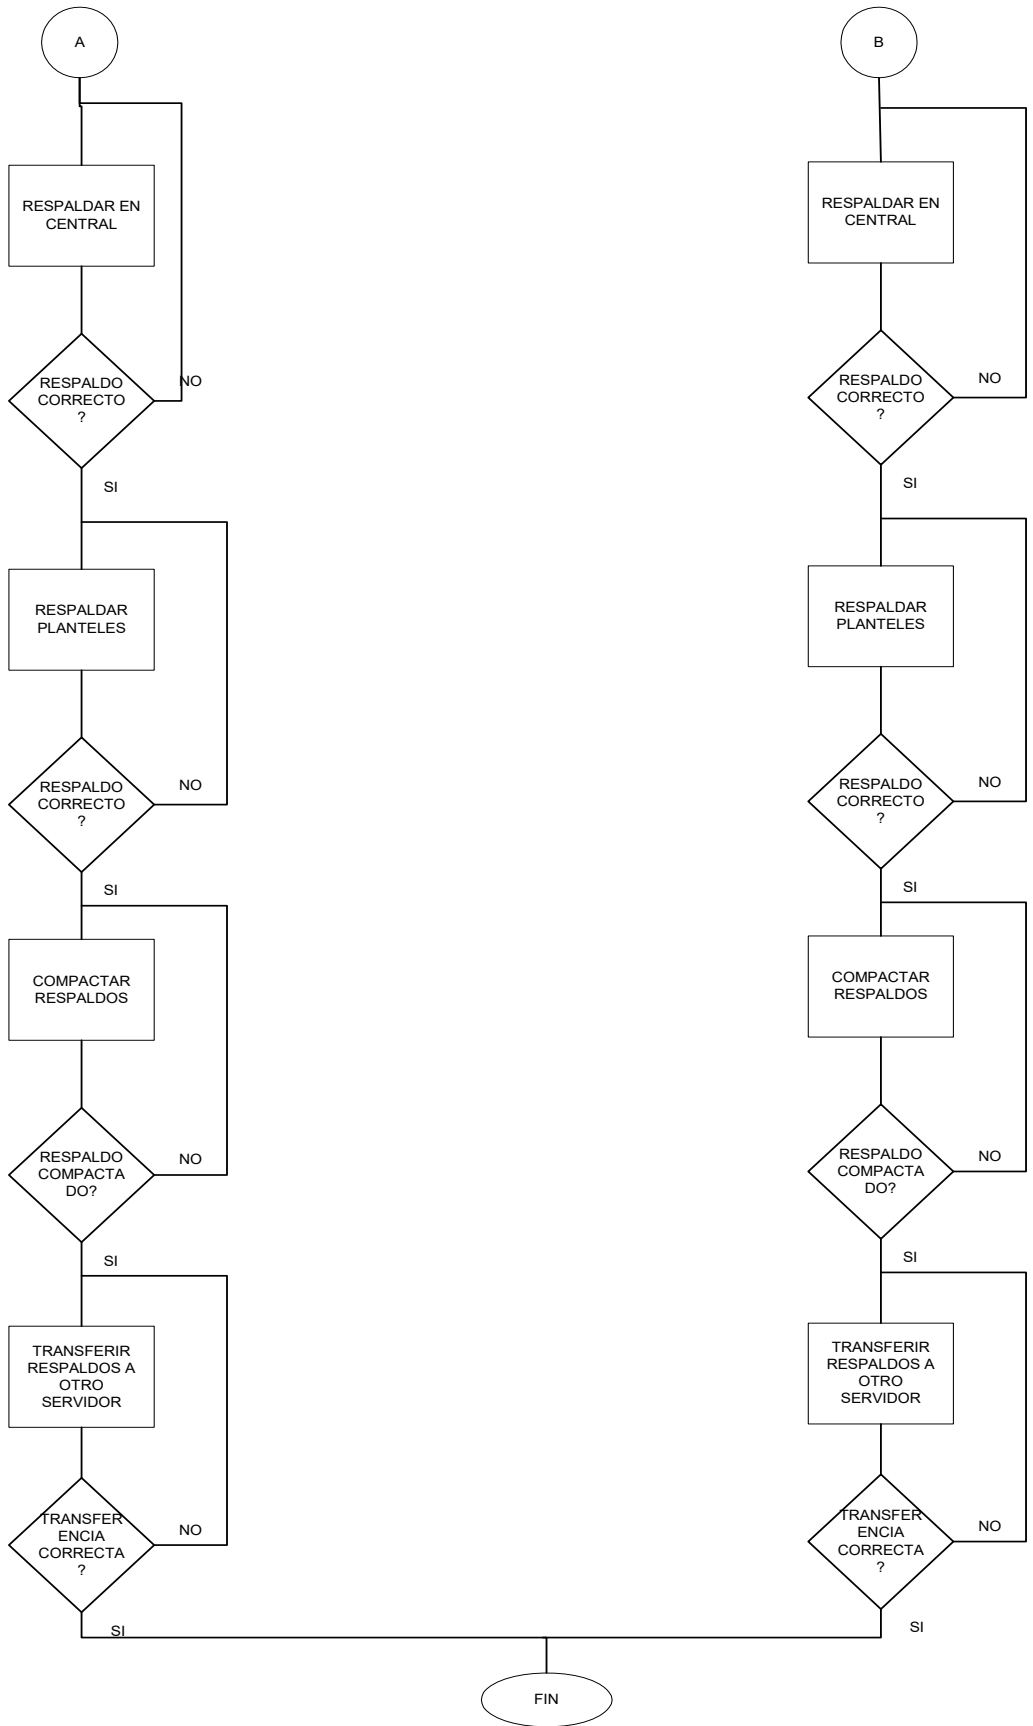 A
RESPALDAR EN
CENTRAL
RESPALDO
CORRECTO
?
NO
SI
RESPALDAR
PLANTELES
RESPALDO
CORRECTO
?
NO
SI
COMPACTAR
RESPALDOS
RESPALDO
COMPACTA
DO?
NO
SI
TRANSFERIR
RESPALDOS A
OTRO
SERVIDOR
TRANSFER
ENCIA
CORRECTA
?
NO
SI
B
RESPALDAR EN
CENTRAL
RESPALDO
CORRECTO
?
NO
SI
RESPALDAR
PLANTELES
RESPALDO
CORRECTO
?
NO
SI
COMPACTAR
RESPALDOS
RESPALDO
COMPACTA
DO?
NO
SI
TRANSFERIR
RESPALDOS A
OTRO
SERVIDOR
TRANSFER
ENCIA
CORRECTA
?
NO
SI
FIN